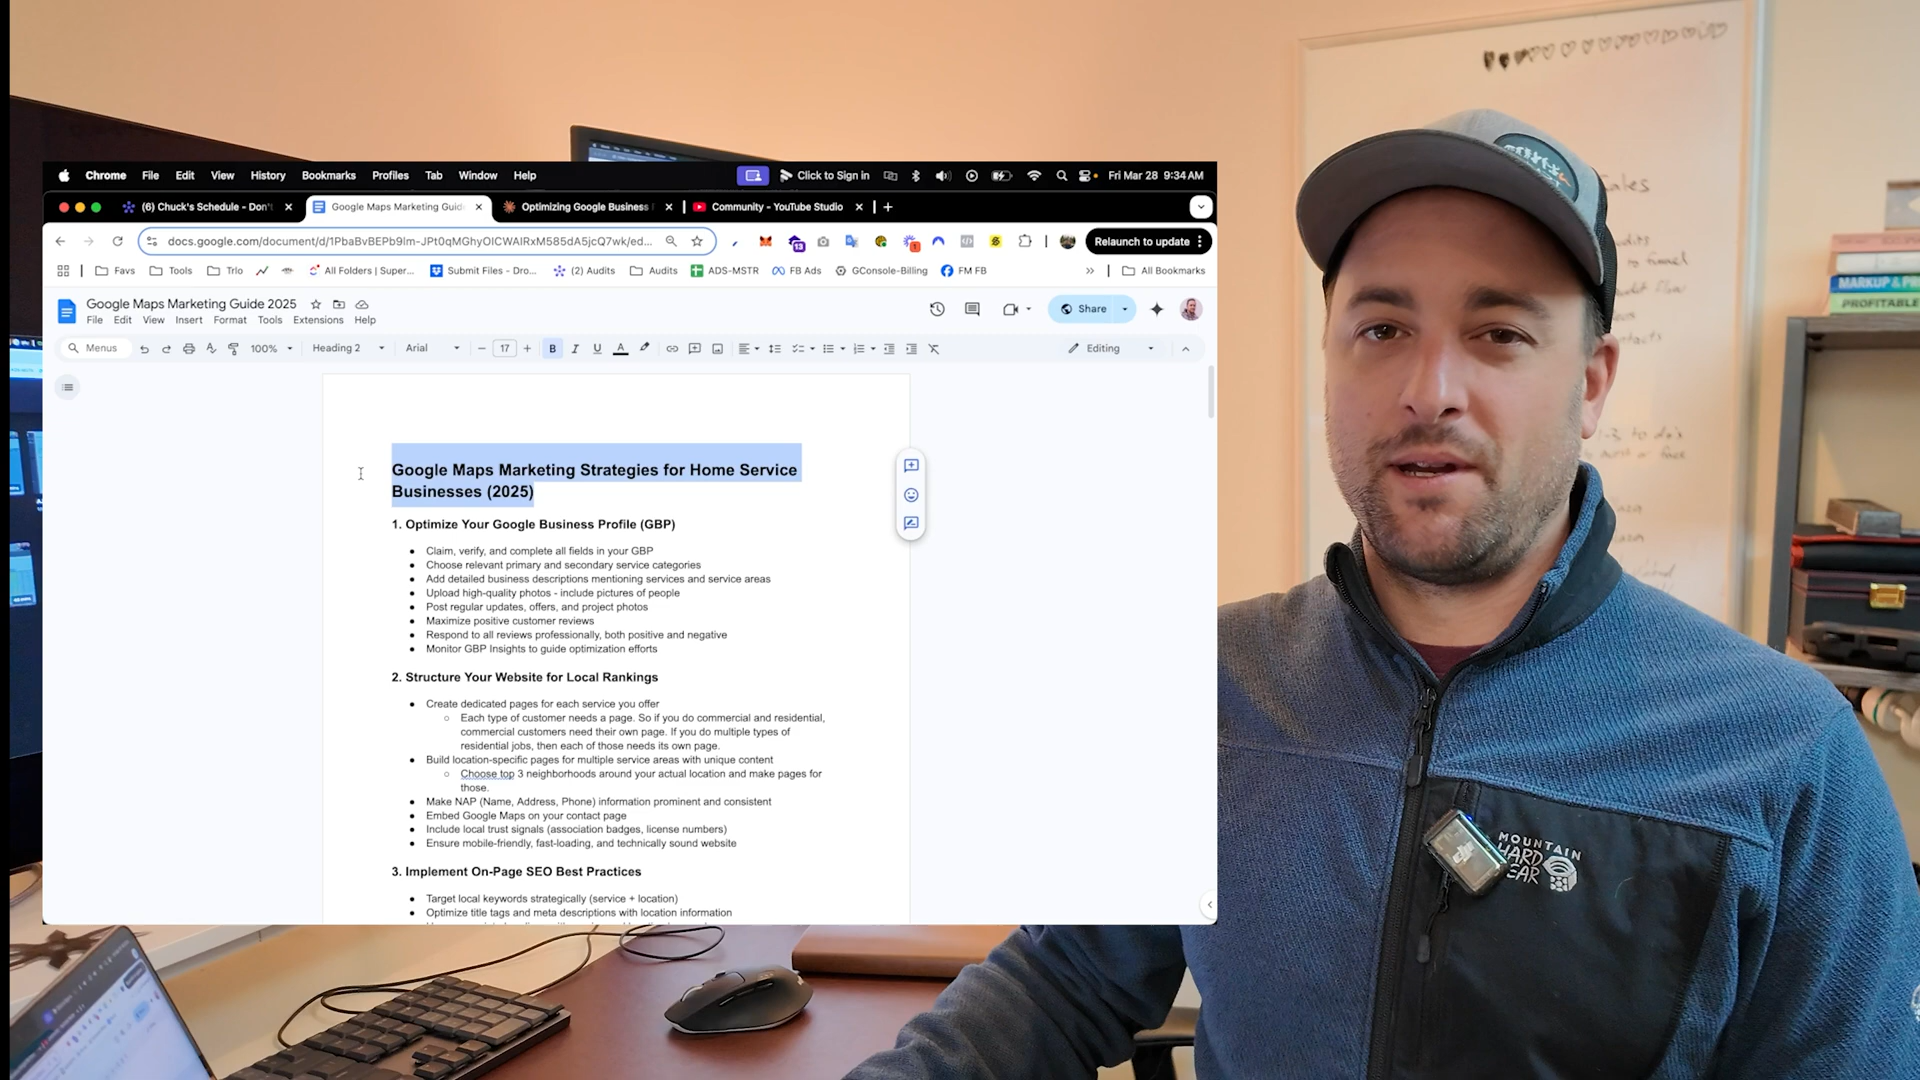 Chrome File Edit View History Bookmarks Profiles Tab Window Help Click to Sign in Fri Mar 28 9:34 AM
(6) Chuck's Schedule - Don't Google Maps Marketing Guide Optimizing Google Business Community - YouTube Studio
docs.google.com/document/d/1PbaBvBEPb9lm-JPt0qMGhyOICWAIRxM585dA5jcQ7wk/ed... Relaunch to update
Favs Tools Trlo All Folders | Super... Submit Files - Dro... (2) Audits Audits ADS-MSTR FB Ads GConsole-Billing FM FB All Bookmarks
Google Maps Marketing Guide 2025
File Edit View Insert Format Tools Extensions Help
Share
Menus 100% Heading 2 Arial 17 Editing
Google Maps Marketing Strategies for Home Service
Businesses (2025)
1. Optimize Your Google Business Profile (GBP)
Claim, verify, and complete all fields in your GBP
Choose relevant primary and secondary service categories
Add detailed business descriptions mentioning services and service areas
Upload high-quality photos - include pictures of people
Post regular updates, offers, and project photos
Maximize positive customer reviews
Respond to all reviews professionally, both positive and negative
Monitor GBP Insights to guide optimization efforts
2. Structure Your Website for Local Rankings
Create dedicated pages for each service you offer
Each type of customer needs a page. So if you do commercial and residential,
commercial customers need their own page. If you do multiple types of
residential jobs, then each of those needs its own page.
Build location-specific pages for multiple service areas with unique content
Choose top 3 neighborhoods around your actual location and make pages for
those.
Make NAP (Name, Address, Phone) information prominent and consistent
Embed Google Maps on your contact page
Include local trust signals (association badges, license numbers)
Ensure mobile-friendly, fast-loading, and technically sound website
3. Implement On-Page SEO Best Practices
Target local keywords strategically (service + location)
Optimize title tags and meta descriptions with location information
MARKUP & PR
PROFITABLE
dji
MOUNTAIN
HARD
WEAR